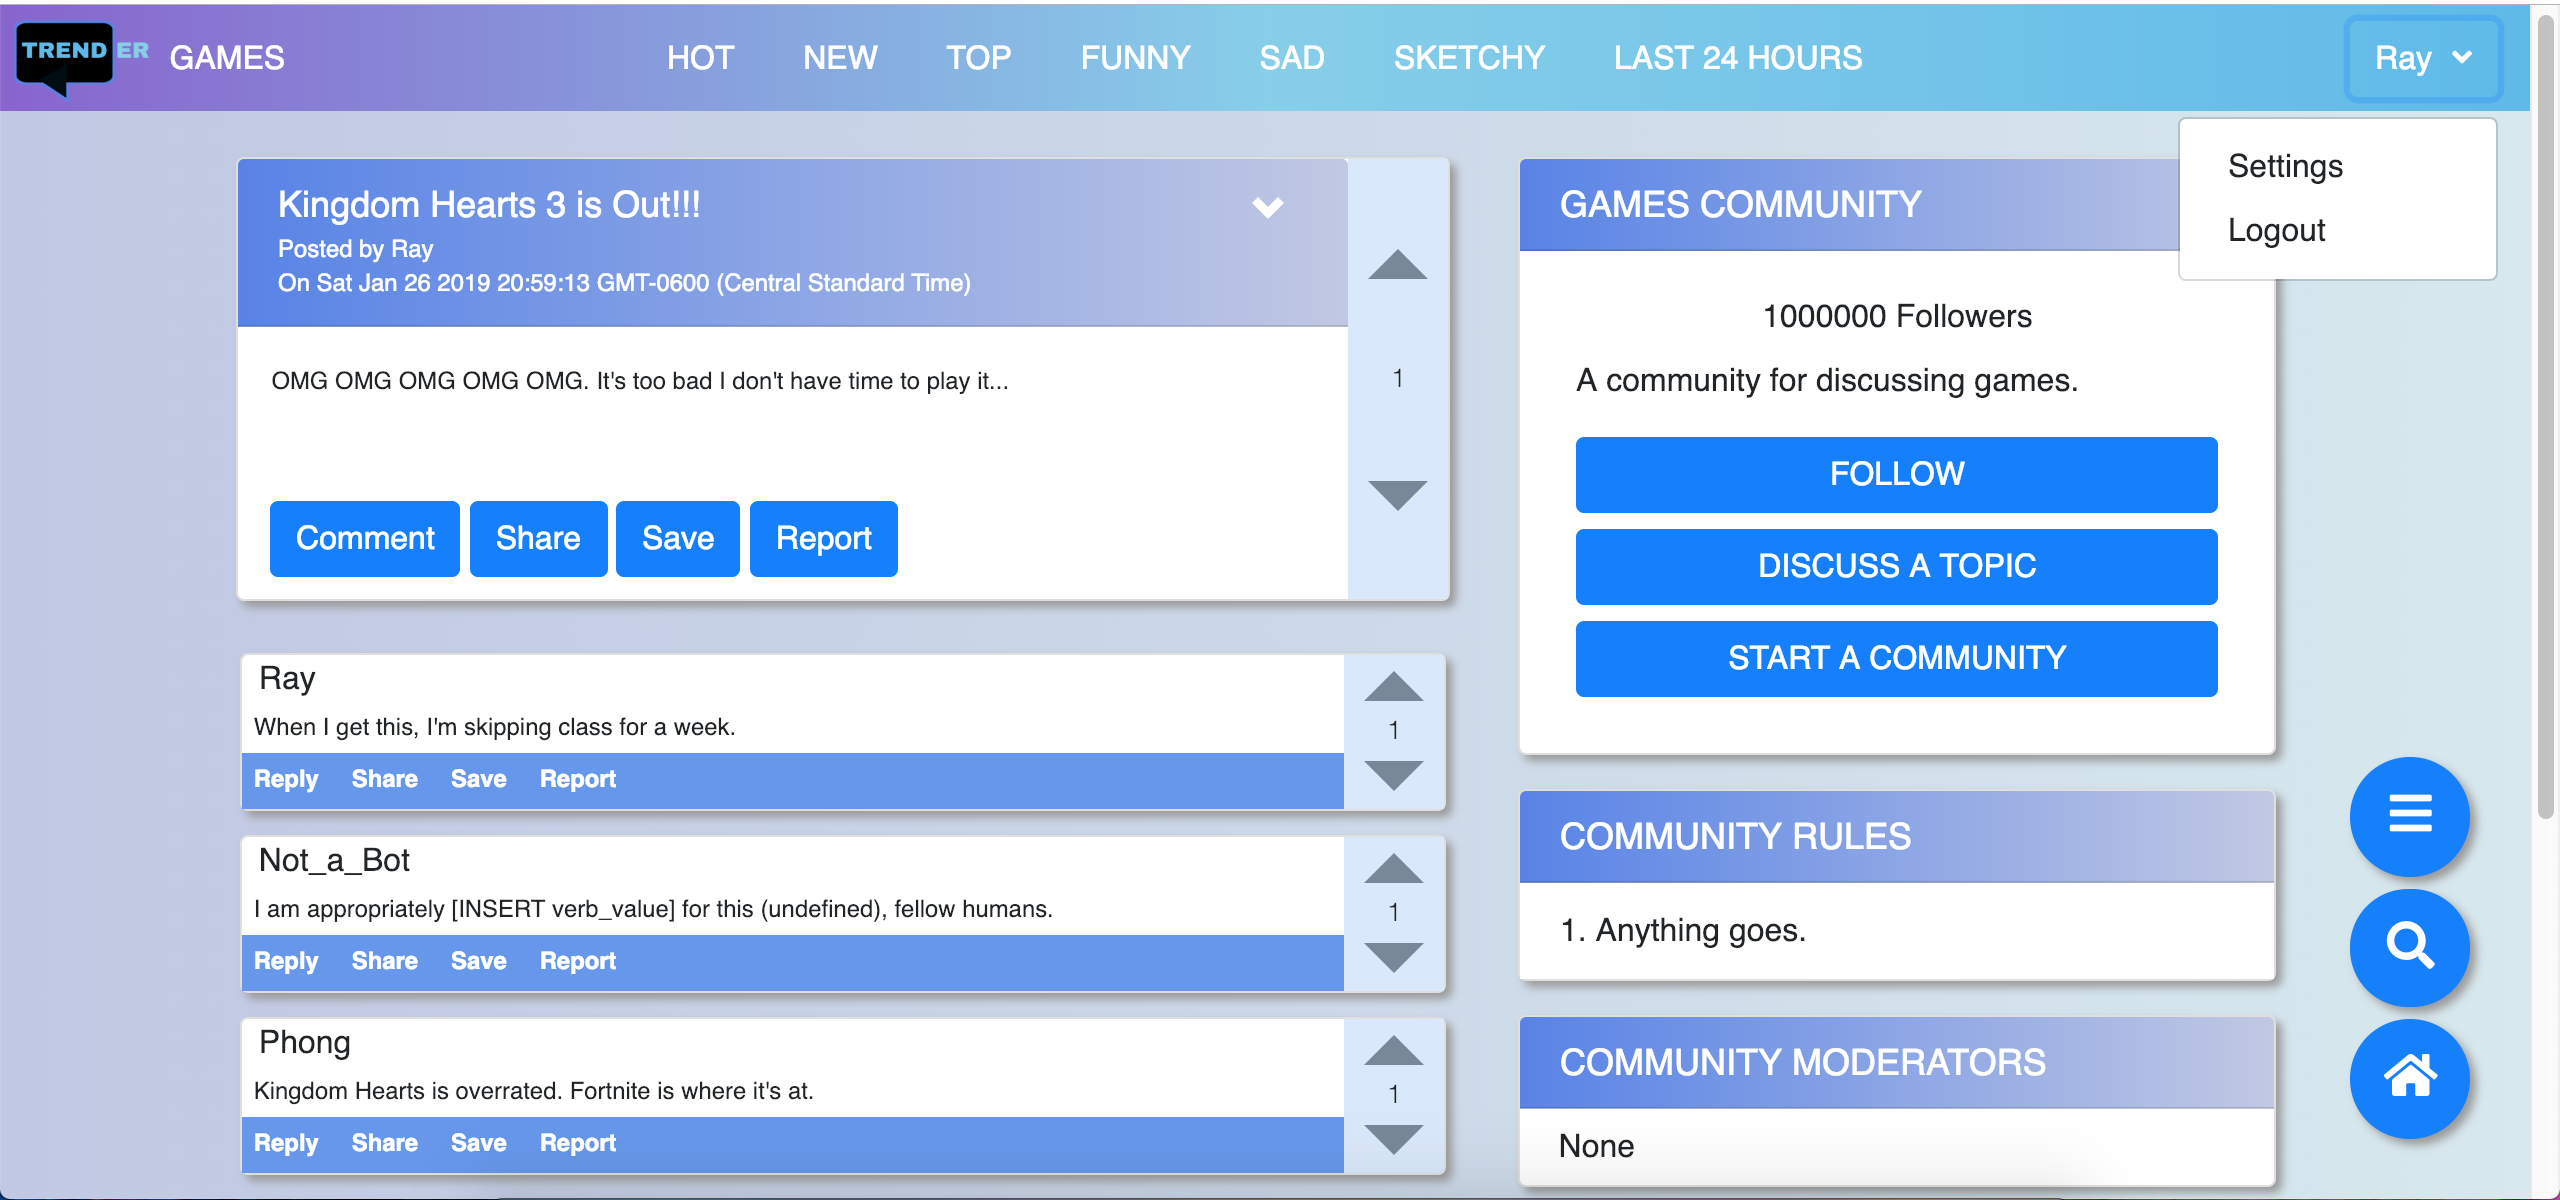 TRENDER GAMES HOT NEW TOP FUNNY SAD SKETCHY LAST 24 HOURS Ray
Settings
Logout
Kingdom Hearts 3 is Out!!!
Posted by Ray
On Sat Jan 26 2019 20:59:13 GMT-0600 (Central Standard Time)
OMG OMG OMG OMG OMG. It's too bad I don't have time to play it...
1
Comment Share Save Report
Ray
When I get this, I'm skipping class for a week.
1
Reply Share Save Report
Not_a_Bot
I am appropriately [INSERT verb_value] for this (undefined), fellow humans.
1
Reply Share Save Report
Phong
Kingdom Hearts is overrated. Fortnite is where it's at.
1
Reply Share Save Report
GAMES COMMUNITY
1000000 Followers
A community for discussing games.
FOLLOW
DISCUSS A TOPIC
START A COMMUNITY
COMMUNITY RULES
1. Anything goes.
COMMUNITY MODERATORS
None